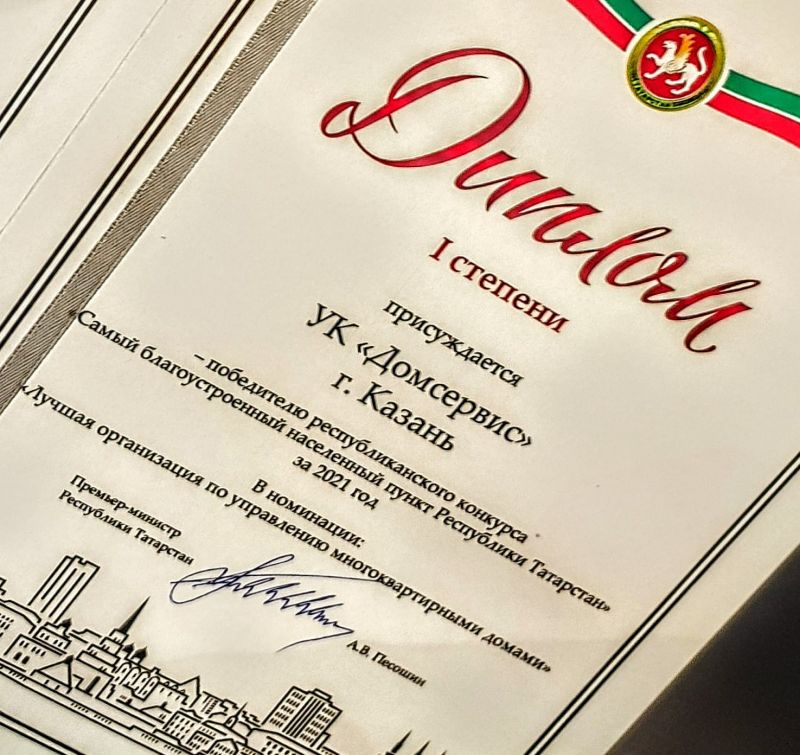 Диплом
I степени
присуждается
УК «Домсервис»
г. Казань
– победителю республиканского конкурса
«Самый благоустроенный населенный пункт Республики Татарстан»
за 2021 год
В номинации:
«Лучшая организация по управлению многоквартирными домами»
Премьер-министр
Республики Татарстан
А.В. Песошин